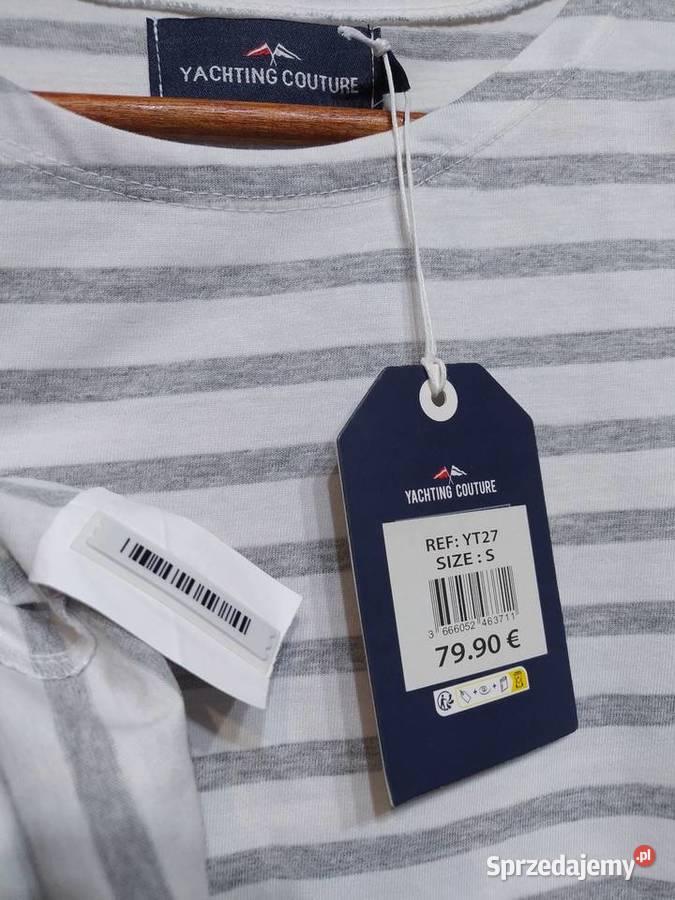 YACHTING COUTURE
YACHTING COUTURE
REF: YT27
SIZE : S
3 666052 463711
79.90 €
Sprzedajemy.pl